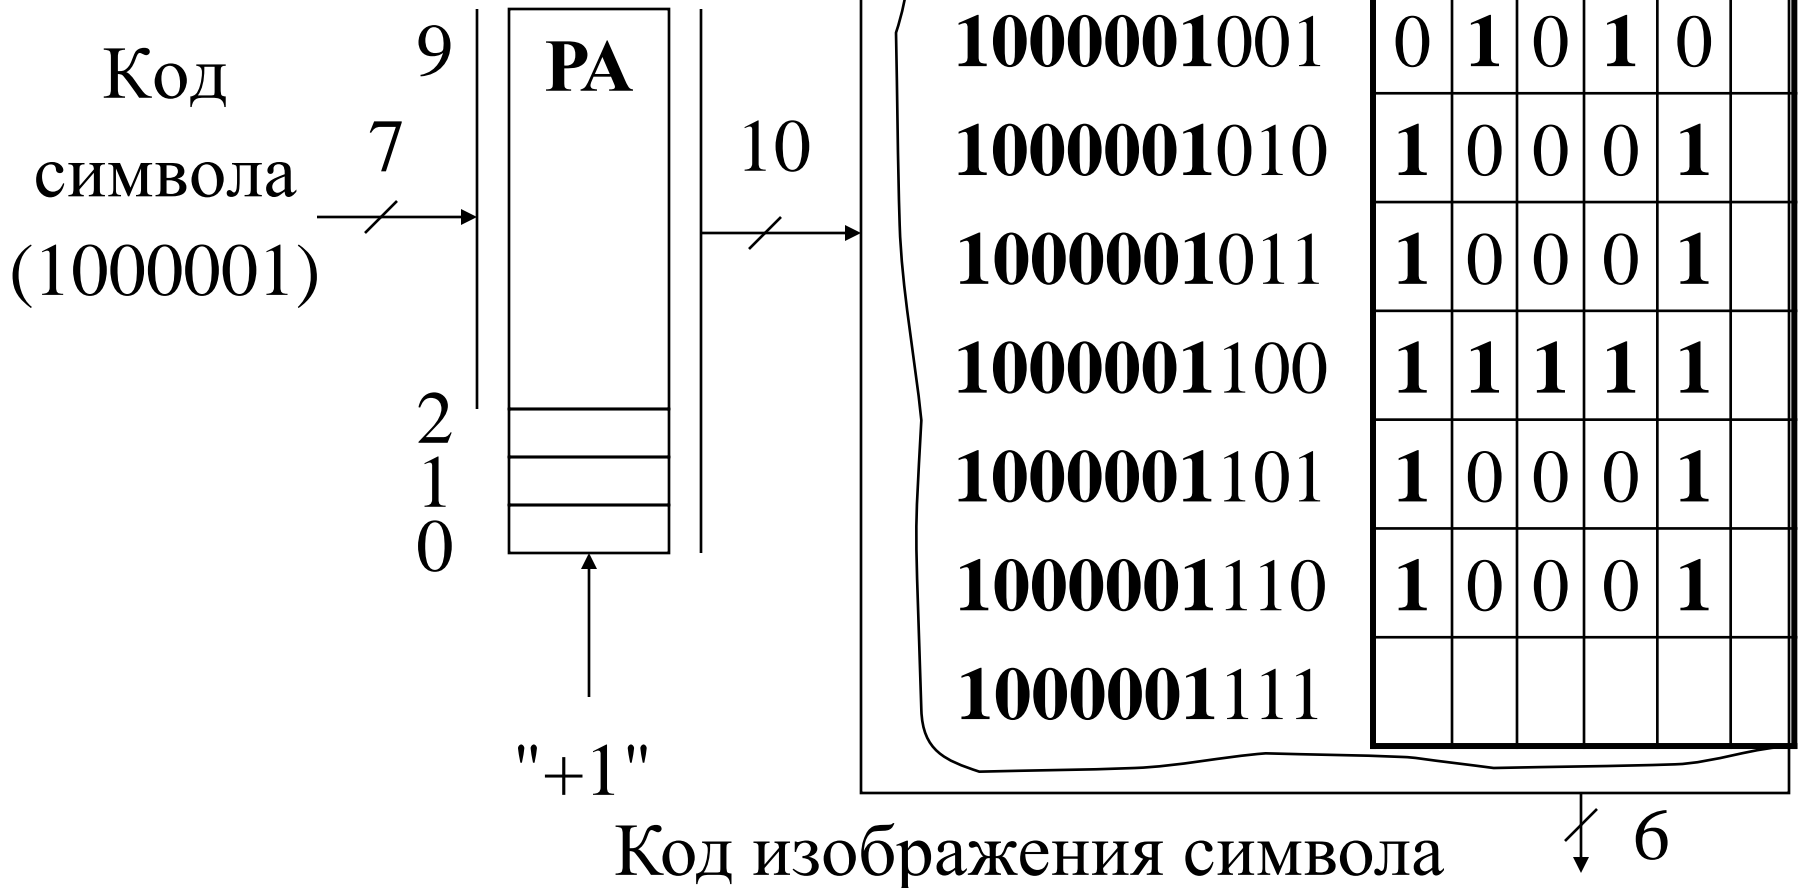 Код
символа
(1000001)
7
9
2
1
0
РА
"+1"
10
1000001001 0 1 0 1 0
1000001010 1 0 0 0 1
1000001011 1 0 0 0 1
1000001100 1 1 1 1 1
1000001101 1 0 0 0 1
1000001110 1 0 0 0 1
1000001111
Код изображения символа
6